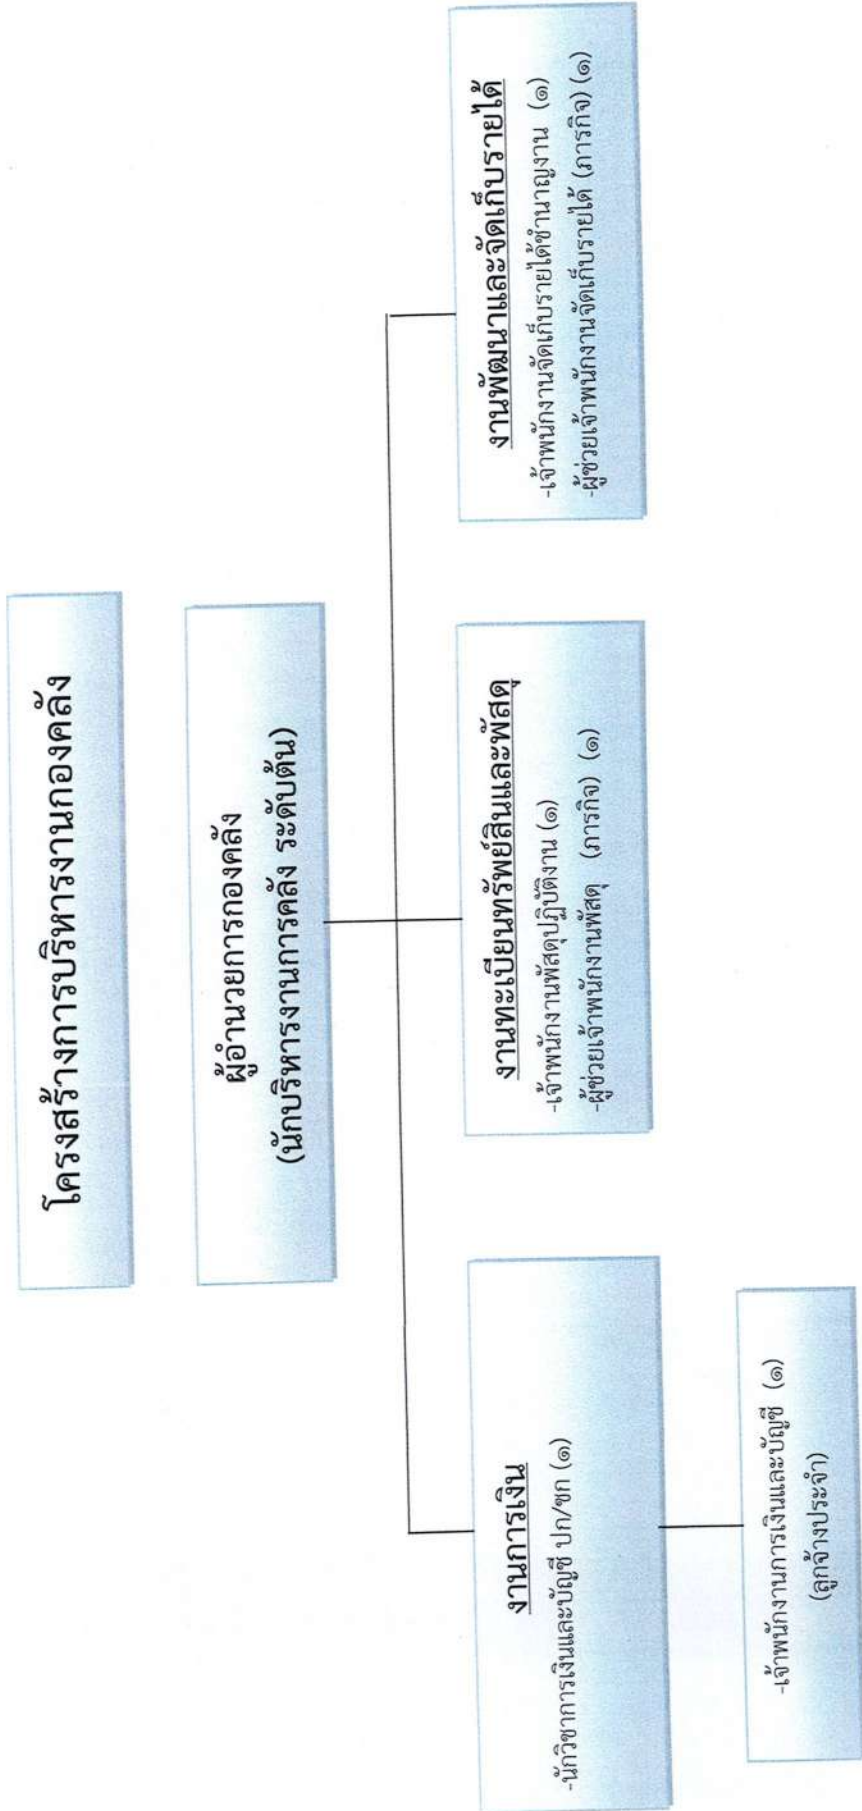 โครงสร้างการบริหารงานกองคลัง
ผู้อำนวยการกองคลัง
(นักบริหารงานการคลัง ระดับต้น)
งานการเงิน
-นักวิชาการเงินและบัญชี ปก/ชก (๑)
-เจ้าพนักงานการเงินและบัญชี (๑)
(ลูกจ้างประจำ)
งานทะเบียนทรัพย์สินและพัสดุ
-เจ้าพนักงานพัสดุปฏิบัติงาน (๑)
-ผู้ช่วยเจ้าพนักงานพัสดุ (ภารกิจ) (๑)
งานพัฒนาและจัดเก็บรายได้
-เจ้าพนักงานจัดเก็บรายได้ชำนาญงาน (๑)
-ผู้ช่วยเจ้าพนักงานจัดเก็บรายได้ (ภารกิจ) (๑)